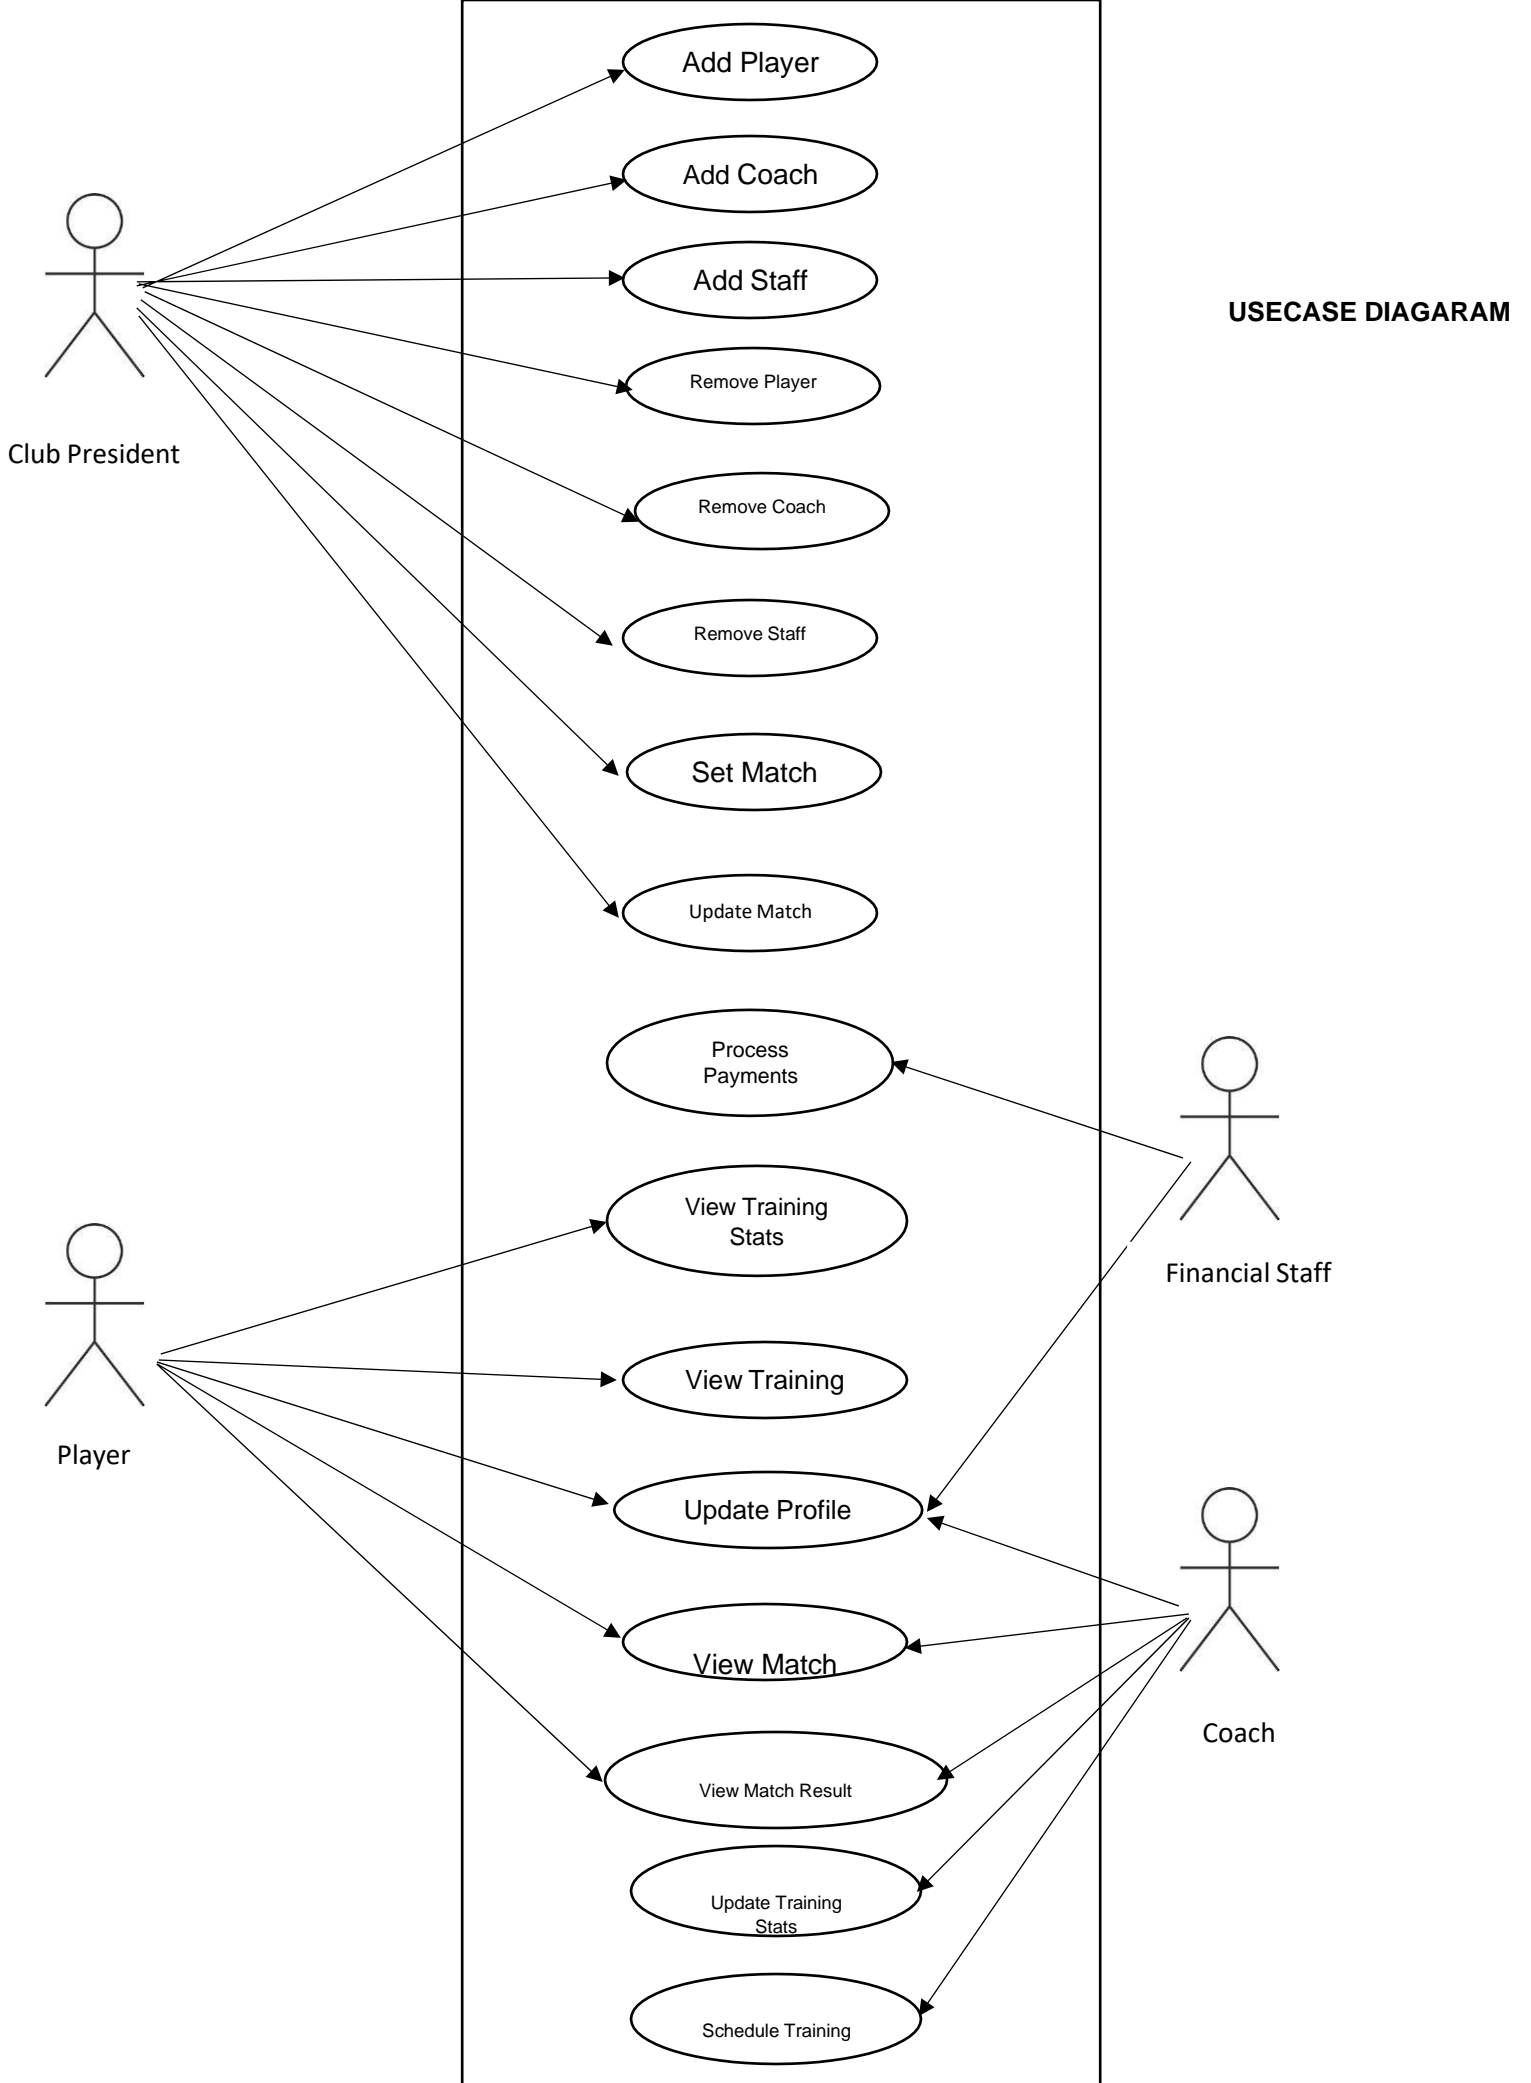 Add Player
Add Coach
Add Staff
USECASE DIAGARAM
Remove Player
Club President
Remove Coach
Remove Staff
Set Match
Update Match
Process
Payments
View Training
Stats
Financial Staff
View Training
Player
Update Profile
View Match
Coach
View Match Result
Update Training
Stats
Schedule Training